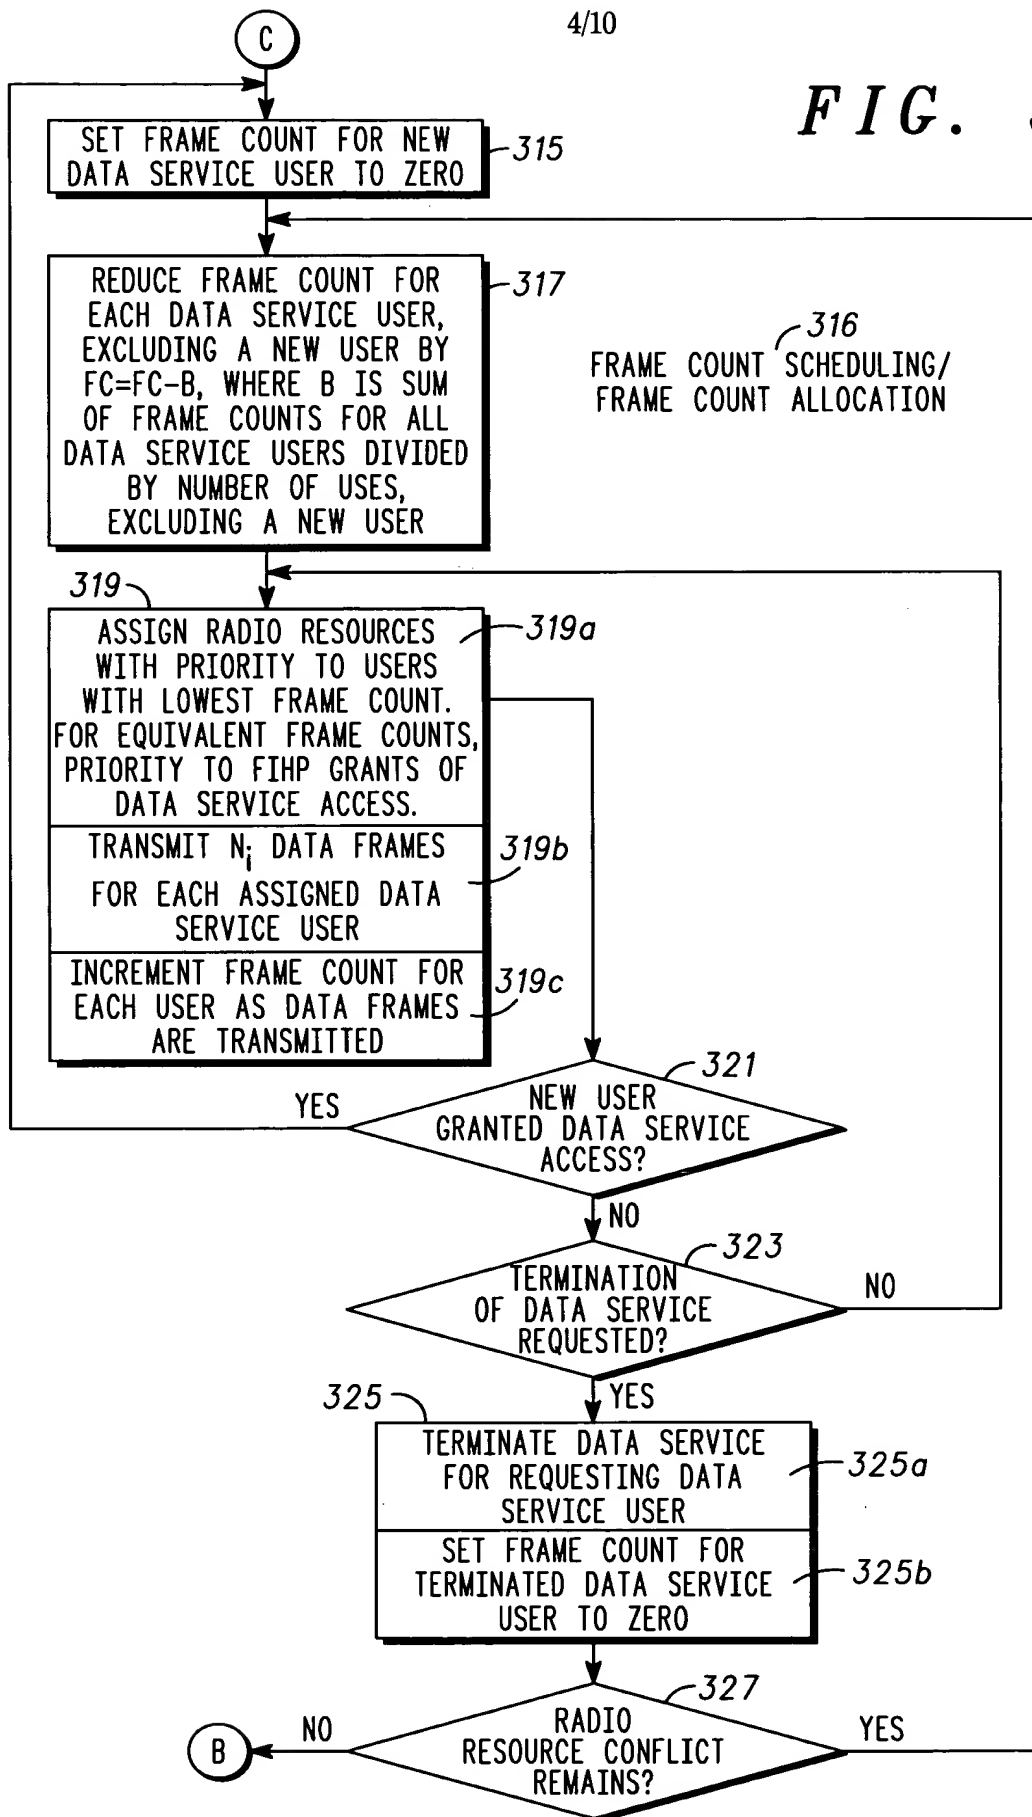 4/10
C
FIG.
SET FRAME COUNT FOR NEW
DATA SERVICE USER TO ZERO
315
REDUCE FRAME COUNT FOR
EACH DATA SERVICE USER,
EXCLUDING A NEW USER BY
FC=FC-B, WHERE B IS SUM
OF FRAME COUNTS FOR ALL
DATA SERVICE USERS DIVIDED
BY NUMBER OF USES,
EXCLUDING A NEW USER
317
316
FRAME COUNT SCHEDULING/
FRAME COUNT ALLOCATION
319
ASSIGN RADIO RESOURCES
WITH PRIORITY TO USERS
WITH LOWEST FRAME COUNT.
FOR EQUIVALENT FRAME COUNTS,
PRIORITY TO FIHP GRANTS OF
DATA SERVICE ACCESS.
319a
TRANSMIT Ni DATA FRAMES
FOR EACH ASSIGNED DATA
SERVICE USER
319b
INCREMENT FRAME COUNT FOR
EACH USER AS DATA FRAMES
ARE TRANSMITTED
319c
321
NEW USER
GRANTED DATA SERVICE
ACCESS?
YES
NO
323
TERMINATION
OF DATA SERVICE
REQUESTED?
NO
YES
325
TERMINATE DATA SERVICE
FOR REQUESTING DATA
SERVICE USER
325a
SET FRAME COUNT FOR
TERMINATED DATA SERVICE
USER TO ZERO
325b
327
RADIO
RESOURCE CONFLICT
REMAINS?
NO
B
YES